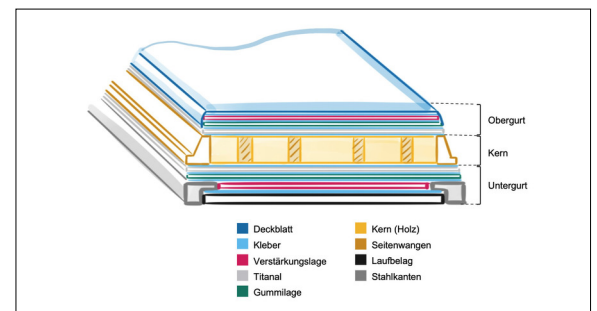 Obergurt
Kern
Untergurt
Deckblatt
Kleber
Verstärkungslage
Titanal
Gummilage
Kern (Holz)
Seitenwangen
Laufbelag
Stahlkanten